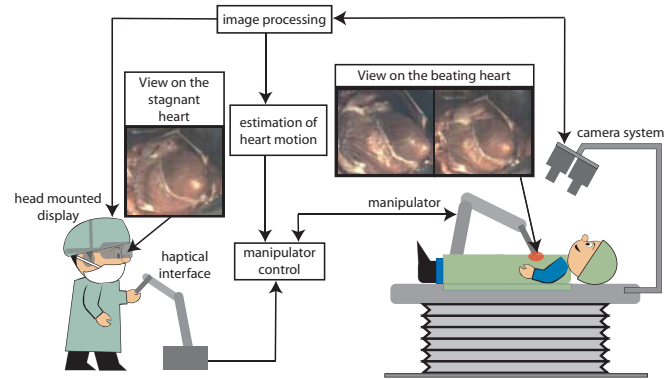 image processing
View on the
stagnant
heart
View on the beating heart
estimation of
heart motion
camera system
head mounted
display
manipulator
haptical
interface
manipulator
control